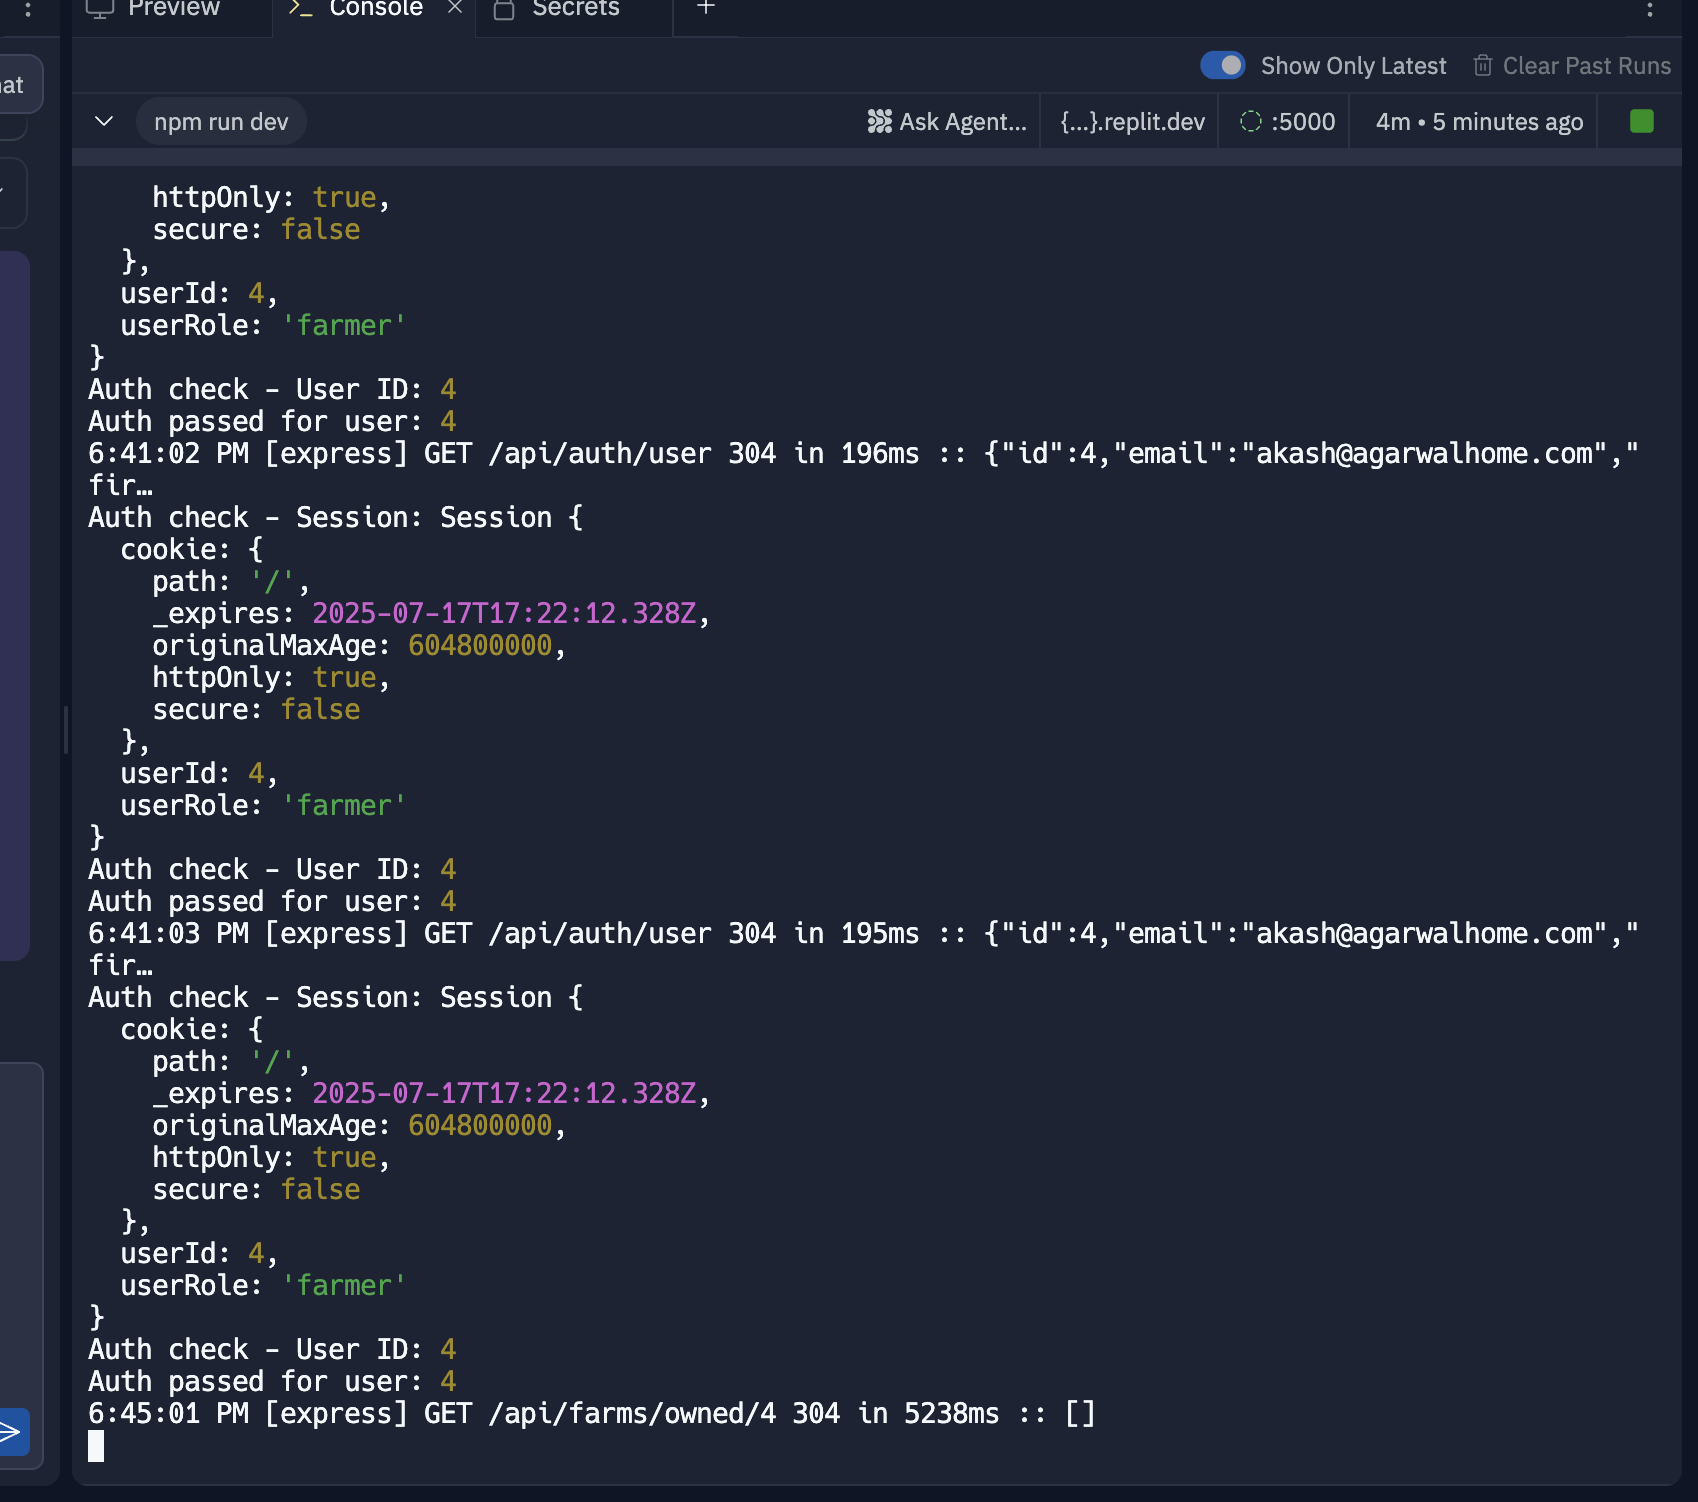 Preview
Console
Secrets
at
Show Only Latest
Clear Past Runs
npm run dev
Ask Agent...
{...}.replit.dev
:5000
4m • 5 minutes ago
httpOnly: true,
secure: false
},
userId: 4,
userRole: 'farmer'
}
Auth check - User ID: 4
Auth passed for user: 4
6:41:02 PM [express] GET /api/auth/user 304 in 196ms :: {"id":4,"email":"akash@agarwalhome.com","
fir…
Auth check - Session: Session {
cookie: {
path: '/',
_expires: 2025-07-17T17:22:12.328Z,
originalMaxAge: 604800000,
httpOnly: true,
secure: false
},
userId: 4,
userRole: 'farmer'
}
Auth check - User ID: 4
Auth passed for user: 4
6:41:03 PM [express] GET /api/auth/user 304 in 195ms :: {"id":4,"email":"akash@agarwalhome.com","
fir…
Auth check - Session: Session {
cookie: {
path: '/',
_expires: 2025-07-17T17:22:12.328Z,
originalMaxAge: 604800000,
httpOnly: true,
secure: false
},
userId: 4,
userRole: 'farmer'
}
Auth check - User ID: 4
Auth passed for user: 4
6:45:01 PM [express] GET /api/farms/owned/4 304 in 5238ms :: []